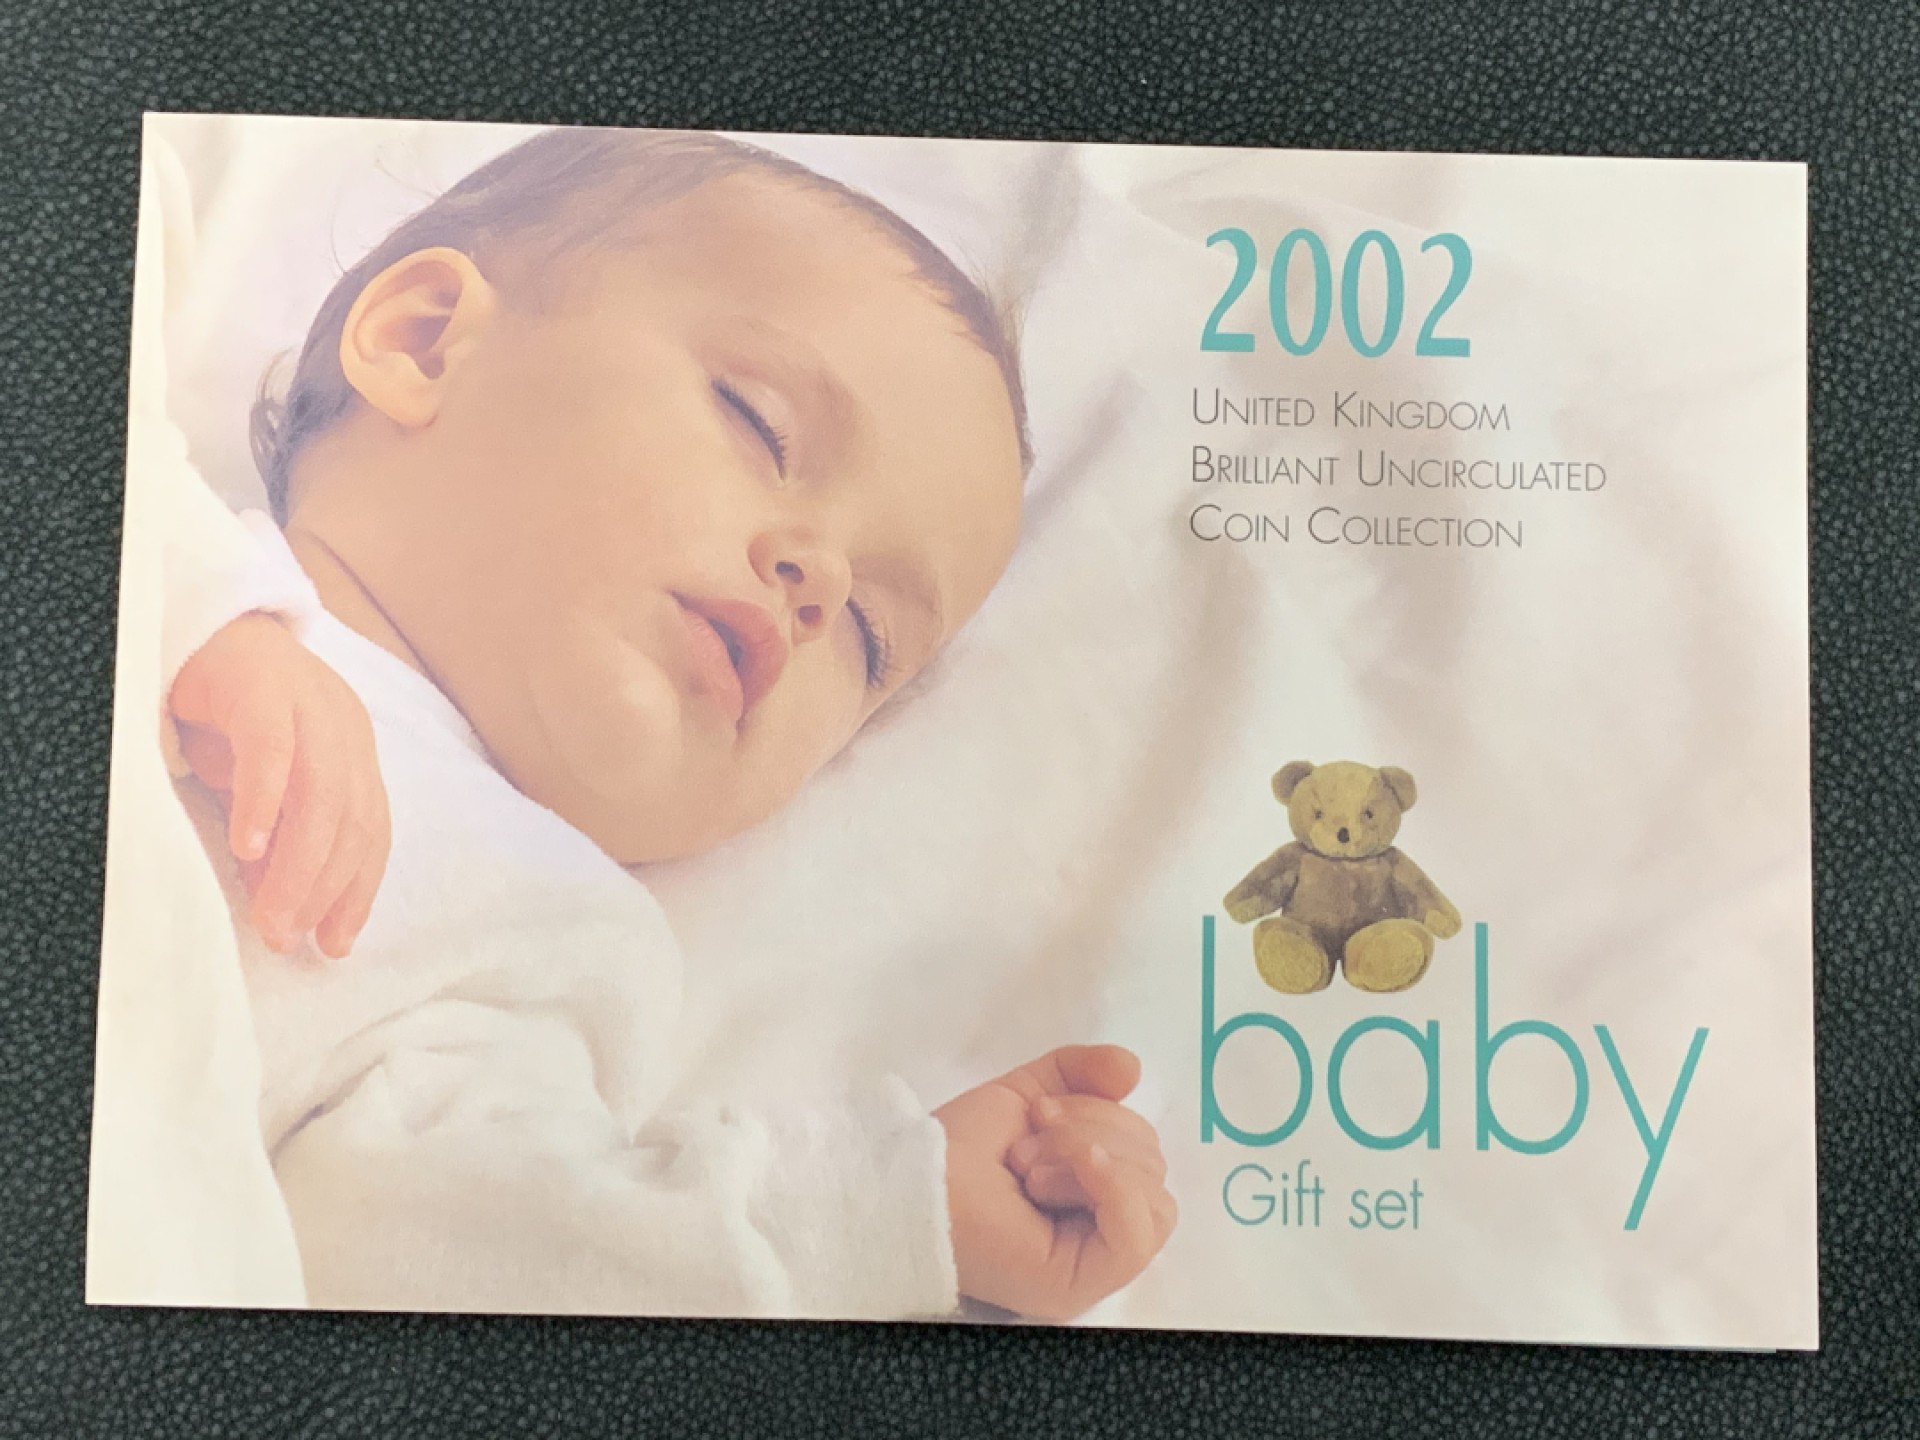 2002
United Kingdom
Brilliant Uncirculated
Coin Collection
baby
Gift set